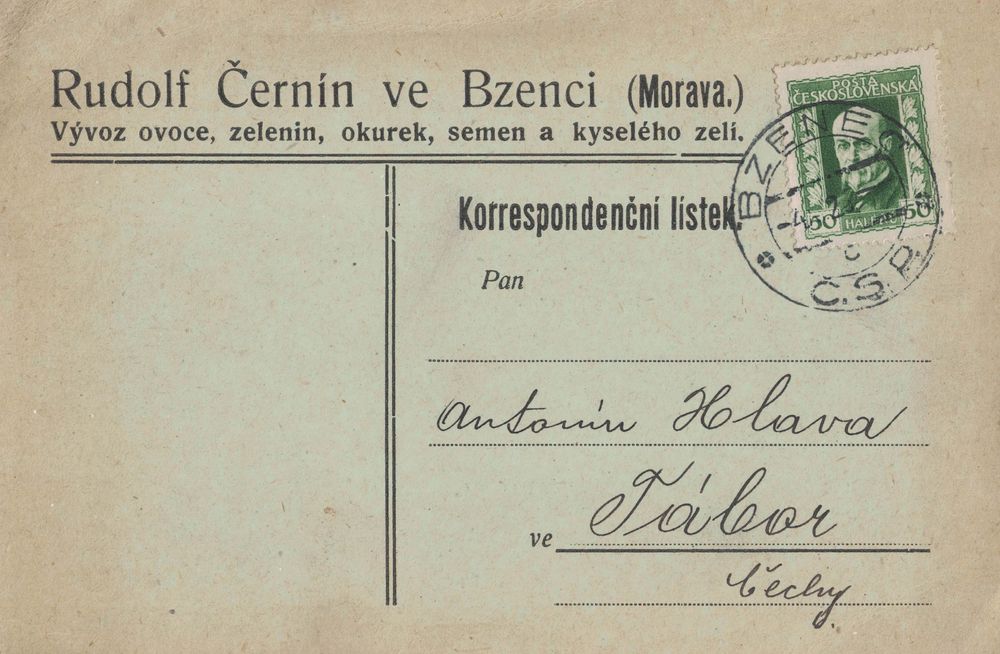 Rudolf Černín ve Bzenci (Morava.)
Vývoz ovoce, zelenin, okurek, semen a kyselého zelí.
POŠTA
ČESKOSLOVENSKÁ
50 HALÉŘŮ 50
BZENEC
Č.S.P.
Korrespondenční lístek.
Pan
Antonín Hlava
ve Tábor
Čechy